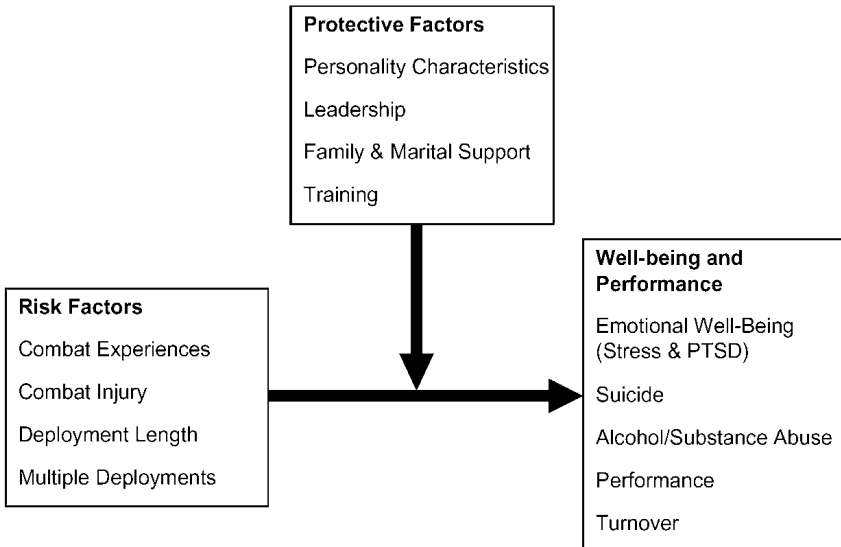 Protective Factors
Personality Characteristics
Leadership
Family & Marital Support
Training
Risk Factors
Combat Experiences
Combat Injury
Deployment Length
Multiple Deployments
Well-being and
Performance
Emotional Well-Being
(Stress & PTSD)
Suicide
Alcohol/Substance Abuse
Performance
Turnover